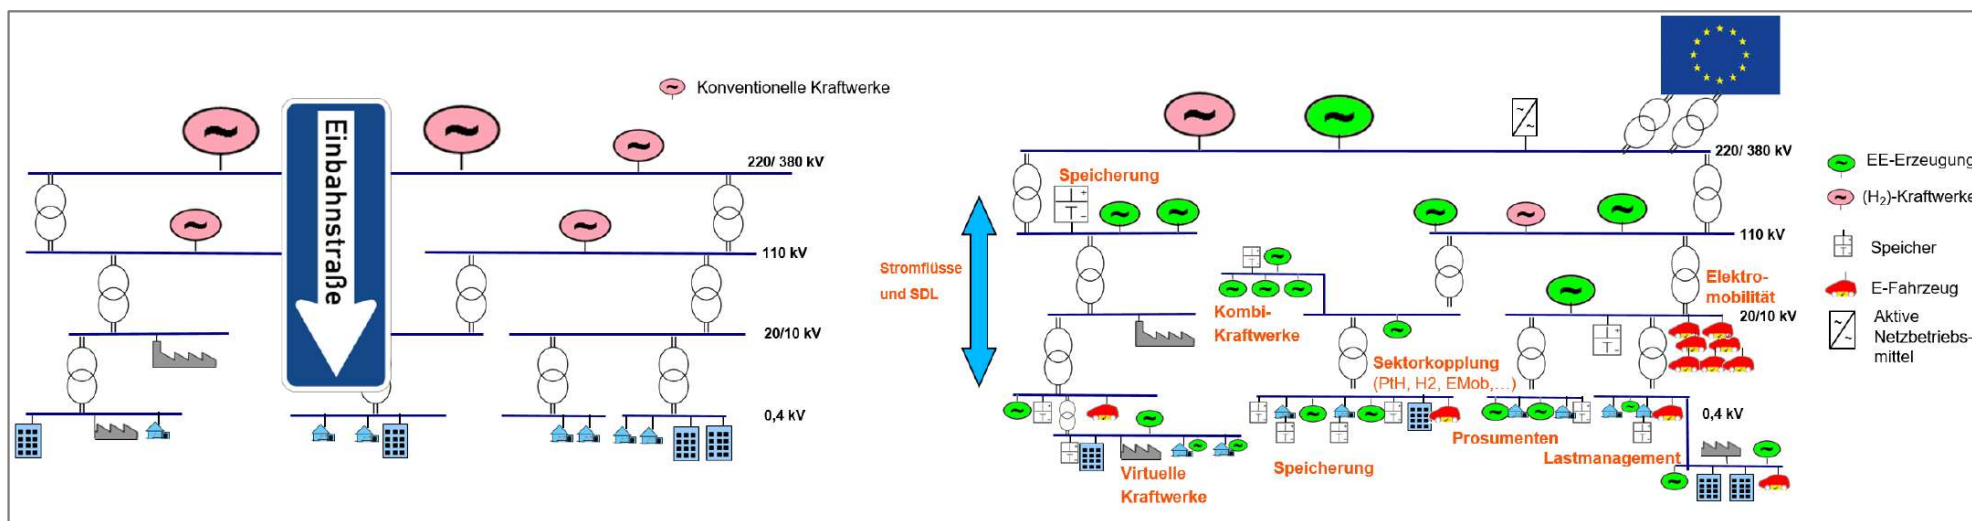 Konventionelle Kraftwerke
Einbahnstraße
220/ 380 kV
110 kV
20/10 kV
0,4 kV
220/ 380 kV
Speicherung
110 kV
Stromflüsse
und SDL
Kombi-
Kraftwerke
Elektro-
mobilität
20/10 kV
Sektorkopplung
(PtH, H2, EMob,...)
0,4 kV
Prosumenten
Lastmanagement
Speicherung
Virtuelle
Kraftwerke
EE-Erzeugung
(H₂)-Kraftwerke
Speicher
E-Fahrzeug
Aktive
Netzbetriebs-
mittel